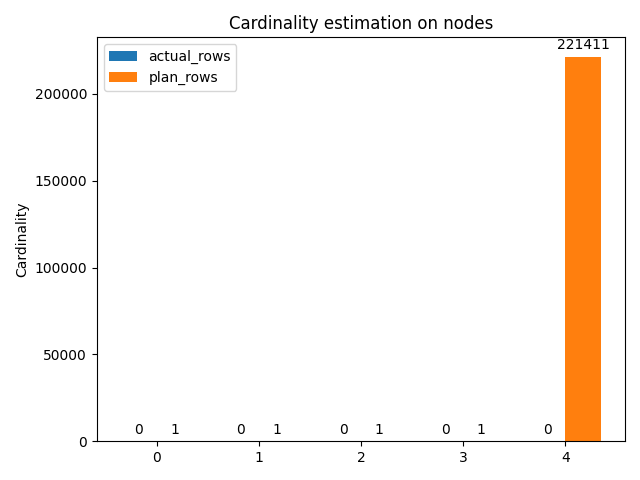 Cardinality estimation on nodes
actual_rows
plan_rows
221411
200000
150000
100000
50000
0
Cardinality
0 1 0 1 0 1 0 1 0
0 1 2 3 4